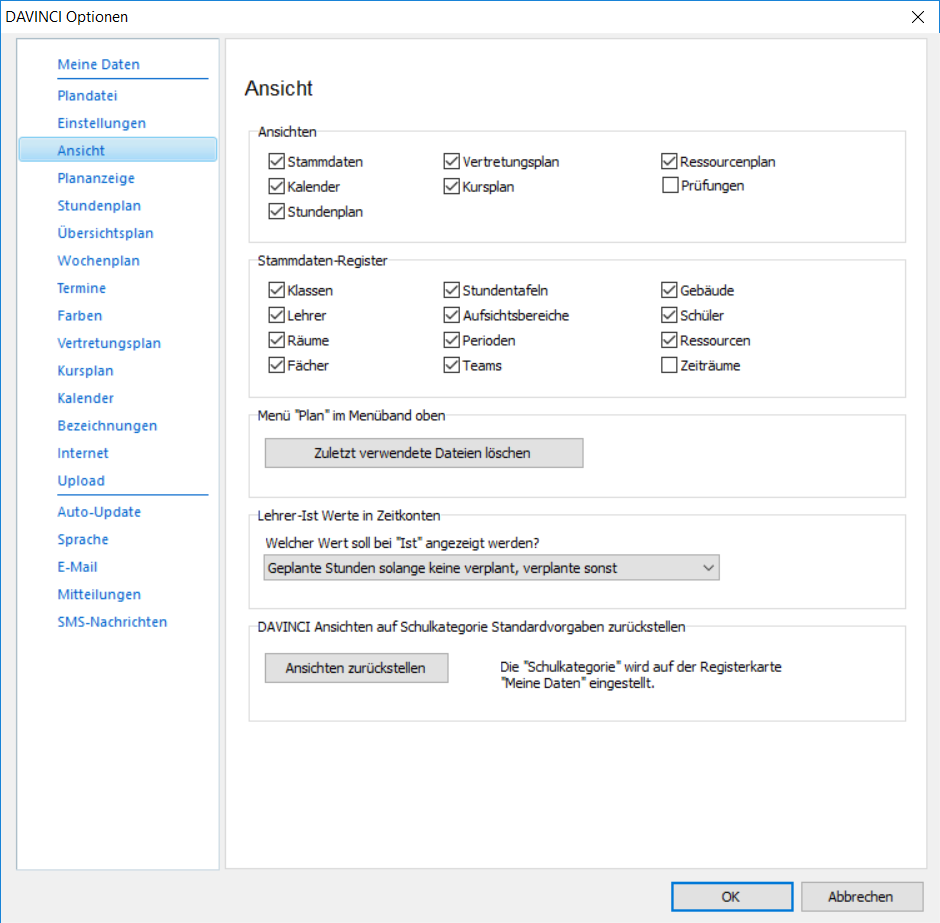 DAVINCI Optionen
Meine Daten
Plandatei
Einstellungen
Ansicht
Plananzeige
Stundenplan
Übersichtsplan
Wochenplan
Termine
Farben
Vertretungsplan
Kursplan
Kalender
Bezeichnungen
Internet
Upload
Auto-Update
Sprache
E-Mail
Mitteilungen
SMS-Nachrichten
Ansicht
Ansichten
Stammdaten Vertretungsplan Ressourcenplan
Kalender Kursplan Prüfungen
Stundenplan
Stammdaten-Register
Klassen Stundentafeln Gebäude
Lehrer Aufsichtsbereiche Schüler
Räume Perioden Ressourcen
Fächer Teams Zeiträume
Menü "Plan" im Menüband oben
Zuletzt verwendete Dateien löschen
Lehrer-Ist Werte in Zeitkonten
Welcher Wert soll bei "Ist" angezeigt werden?
Geplante Stunden solange keine verplant, verplante sonst
DAVINCI Ansichten auf Schulkategorie Standardvorgaben zurückstellen
Ansichten zurückstellen
Die "Schulkategorie" wird auf der Registerkarte
"Meine Daten" eingestellt.
OK Abbrechen